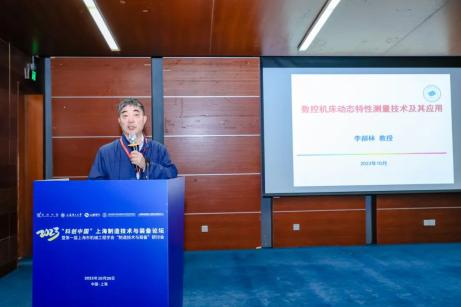 数控机床动态特性测量技术及其应用
李郝林 教授
2023年10月
2023 "科创中国" 上海制造技术与装备论坛
暨第一届上海市机械工程学会"制造技术与装备"研讨会
2023年10月28日
中国·上海